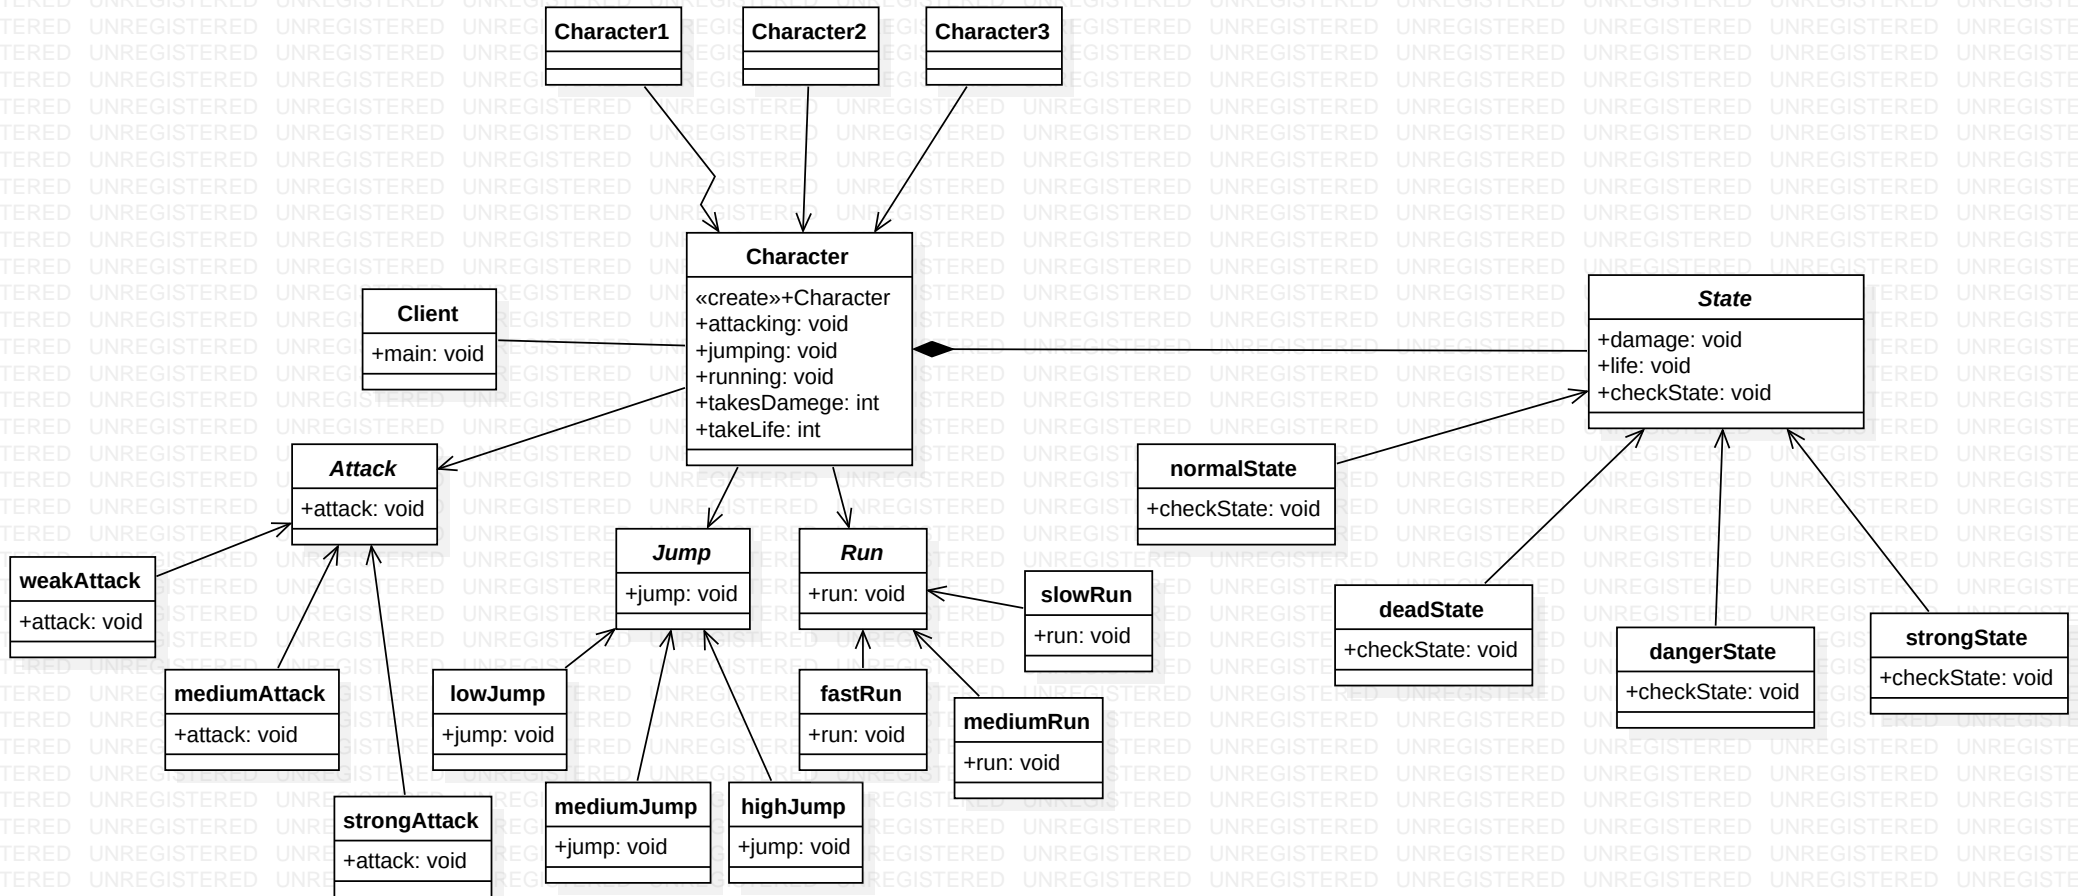 Character1
Character2
Character3
Character
«create»+Character
+attacking: void
+jumping: void
+running: void
+takesDamege: int
+takeLife: int
Client
+main: void
State
+damage: void
+life: void
+checkState: void
Attack
+attack: void
normalState
+checkState: void
Jump
+jump: void
Run
+run: void
weakAttack
+attack: void
slowRun
+run: void
deadState
+checkState: void
dangerState
+checkState: void
strongState
+checkState: void
mediumAttack
+attack: void
lowJump
+jump: void
fastRun
+run: void
mediumRun
+run: void
strongAttack
+attack: void
mediumJump
+jump: void
highJump
+jump: void
UNREGISTERED